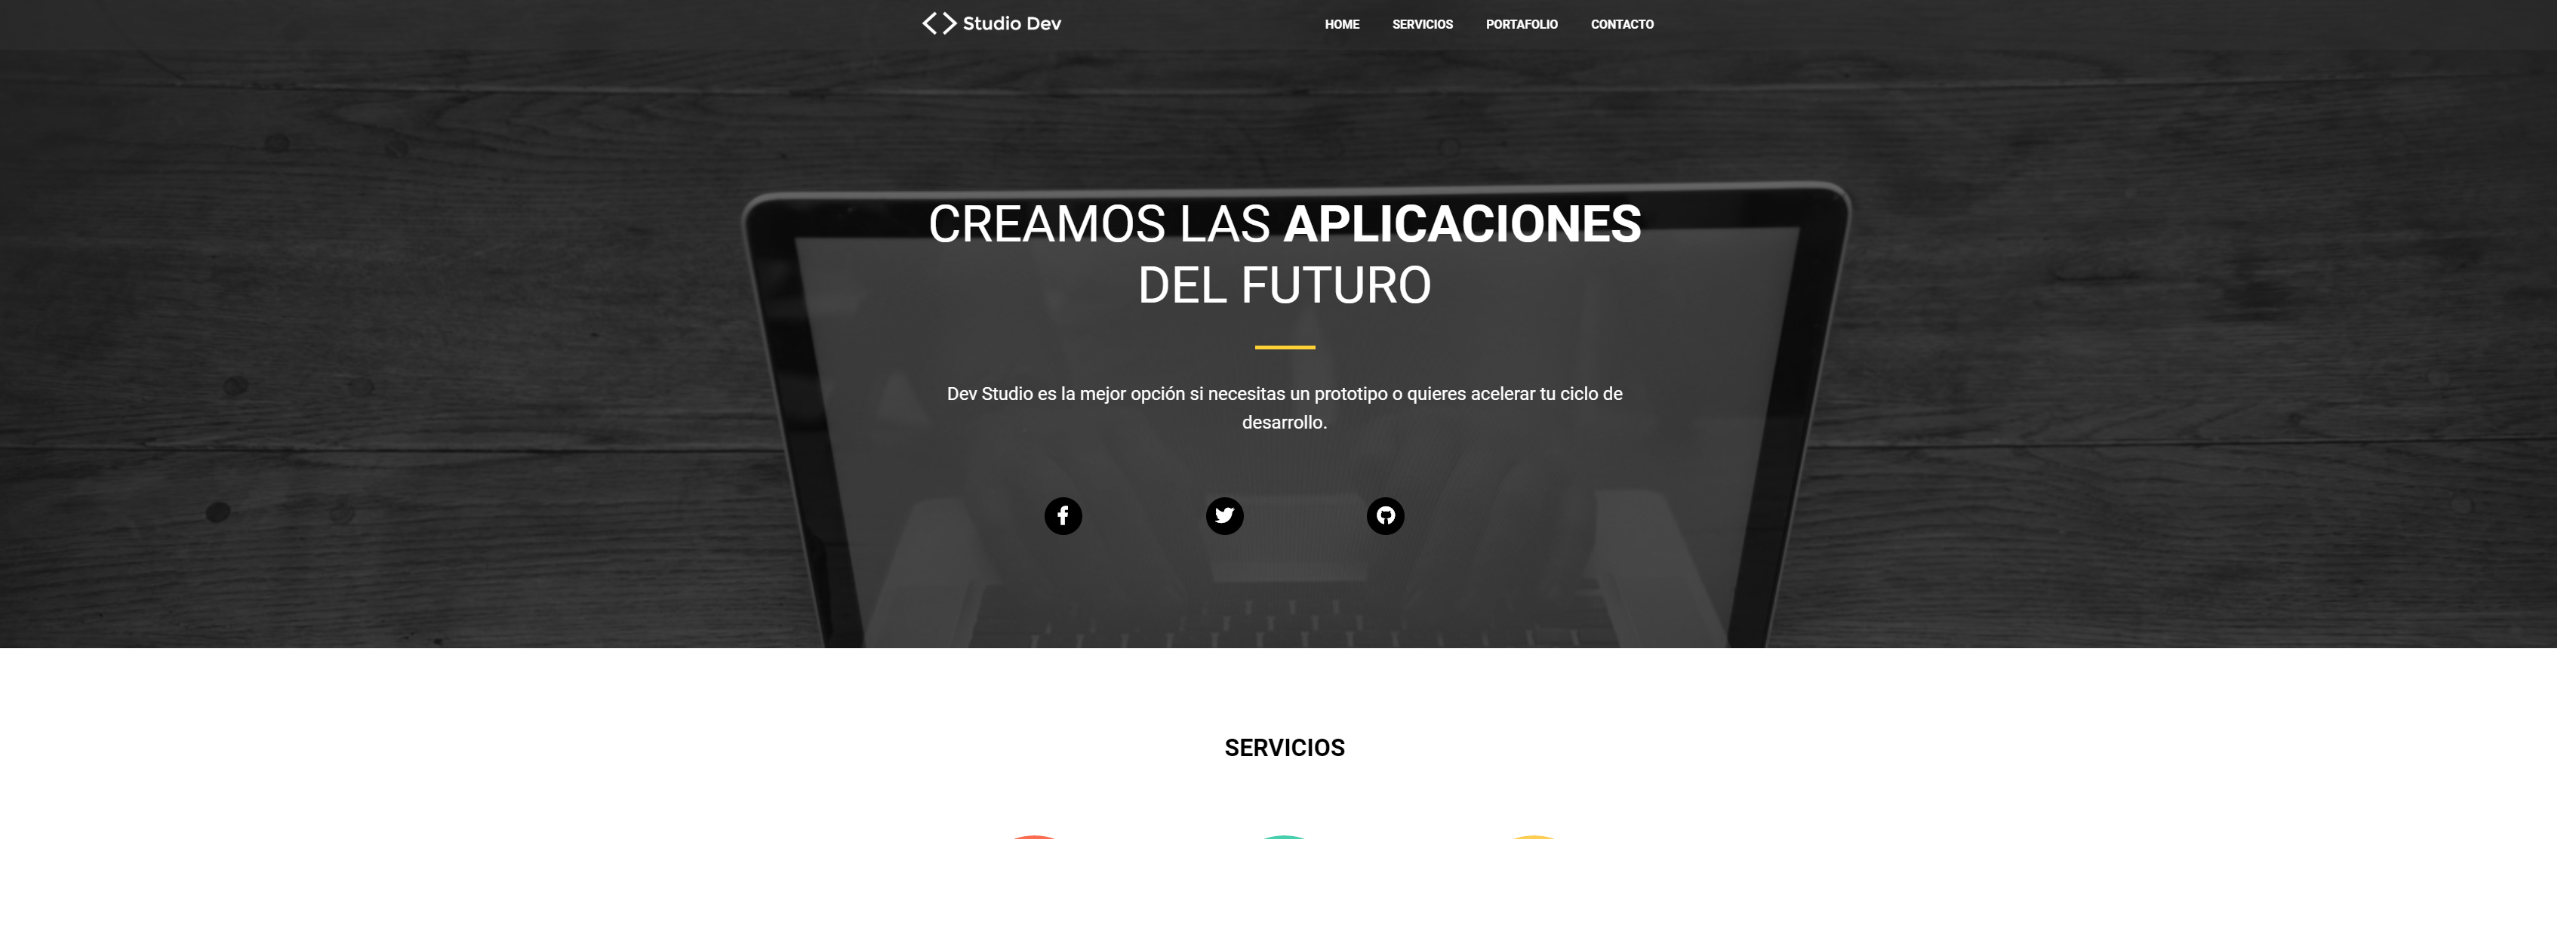 Studio Dev
HOME SERVICIOS PORTAFOLIO CONTACTO
CREAMOS LAS APLICACIONES
DEL FUTURO
Dev Studio es la mejor opción si necesitas un prototipo o quieres acelerar tu ciclo de
desarrollo.
SERVICIOS